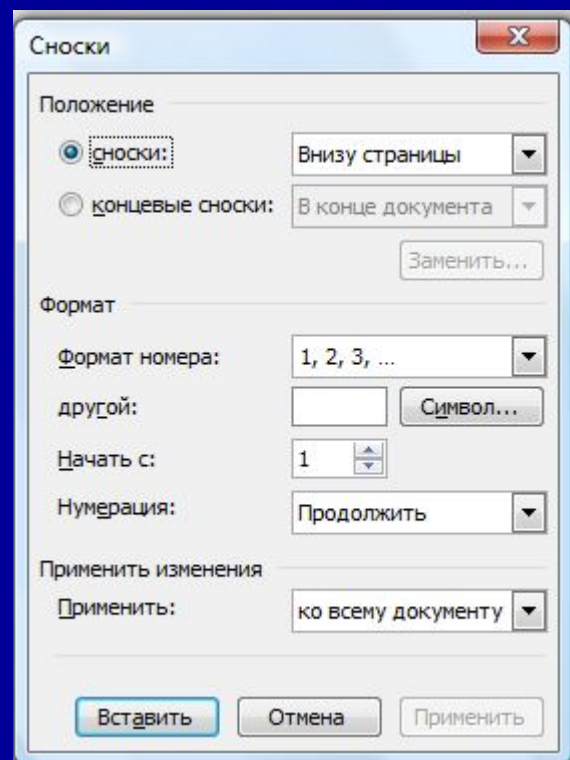 Сноски
Положение
сноски: Внизу страницы
концевые сноски: В конце документа
Заменить...
Формат
Формат номера: 1, 2, 3, ...
другой: Символ...
Начать с: 1
Нумерация: Продолжить
Применить изменения
Применить: ко всему документу
Вставить Отмена Применить